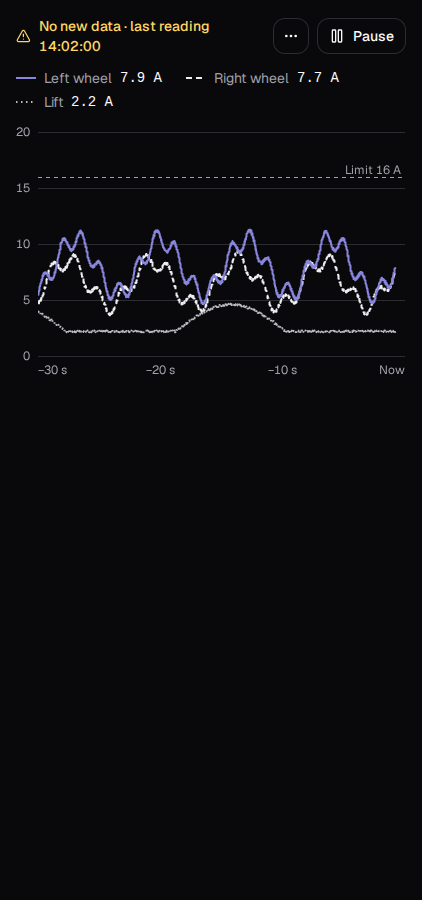 No new data · last reading
14:02:00
Pause
Left wheel 7.9 A Right wheel 7.7 A
Lift 2.2 A
20
Limit 16 A
15
10
5
0
−30 s −20 s −10 s Now